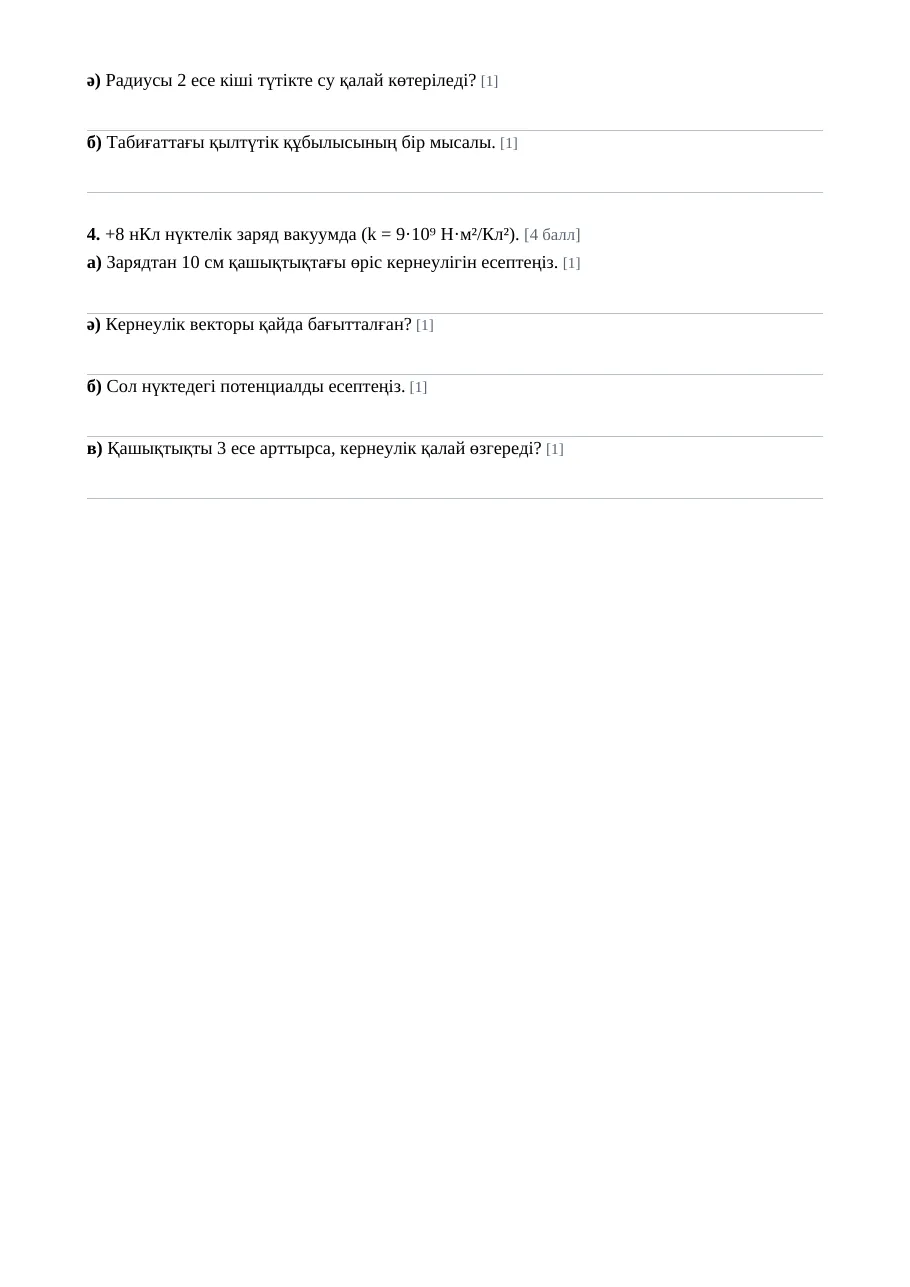 ә) Радиусы 2 есе кіші түтікте су қалай көтеріледі? [1]
б) Табиғаттағы қылтүтік құбылысының бір мысалы. [1]
4. +8 нКл нүктелік заряд вакуумда (k = 9·10⁹ Н·м²/Кл²). [4 балл]
а) Зарядтан 10 см қашықтықтағы өріс кернеулігін есептеңіз. [1]
ә) Кернеулік векторы қайда бағытталған? [1]
б) Сол нүктедегі потенциалды есептеңіз. [1]
в) Қашықтықты 3 есе арттырса, кернеулік қалай өзгереді? [1]